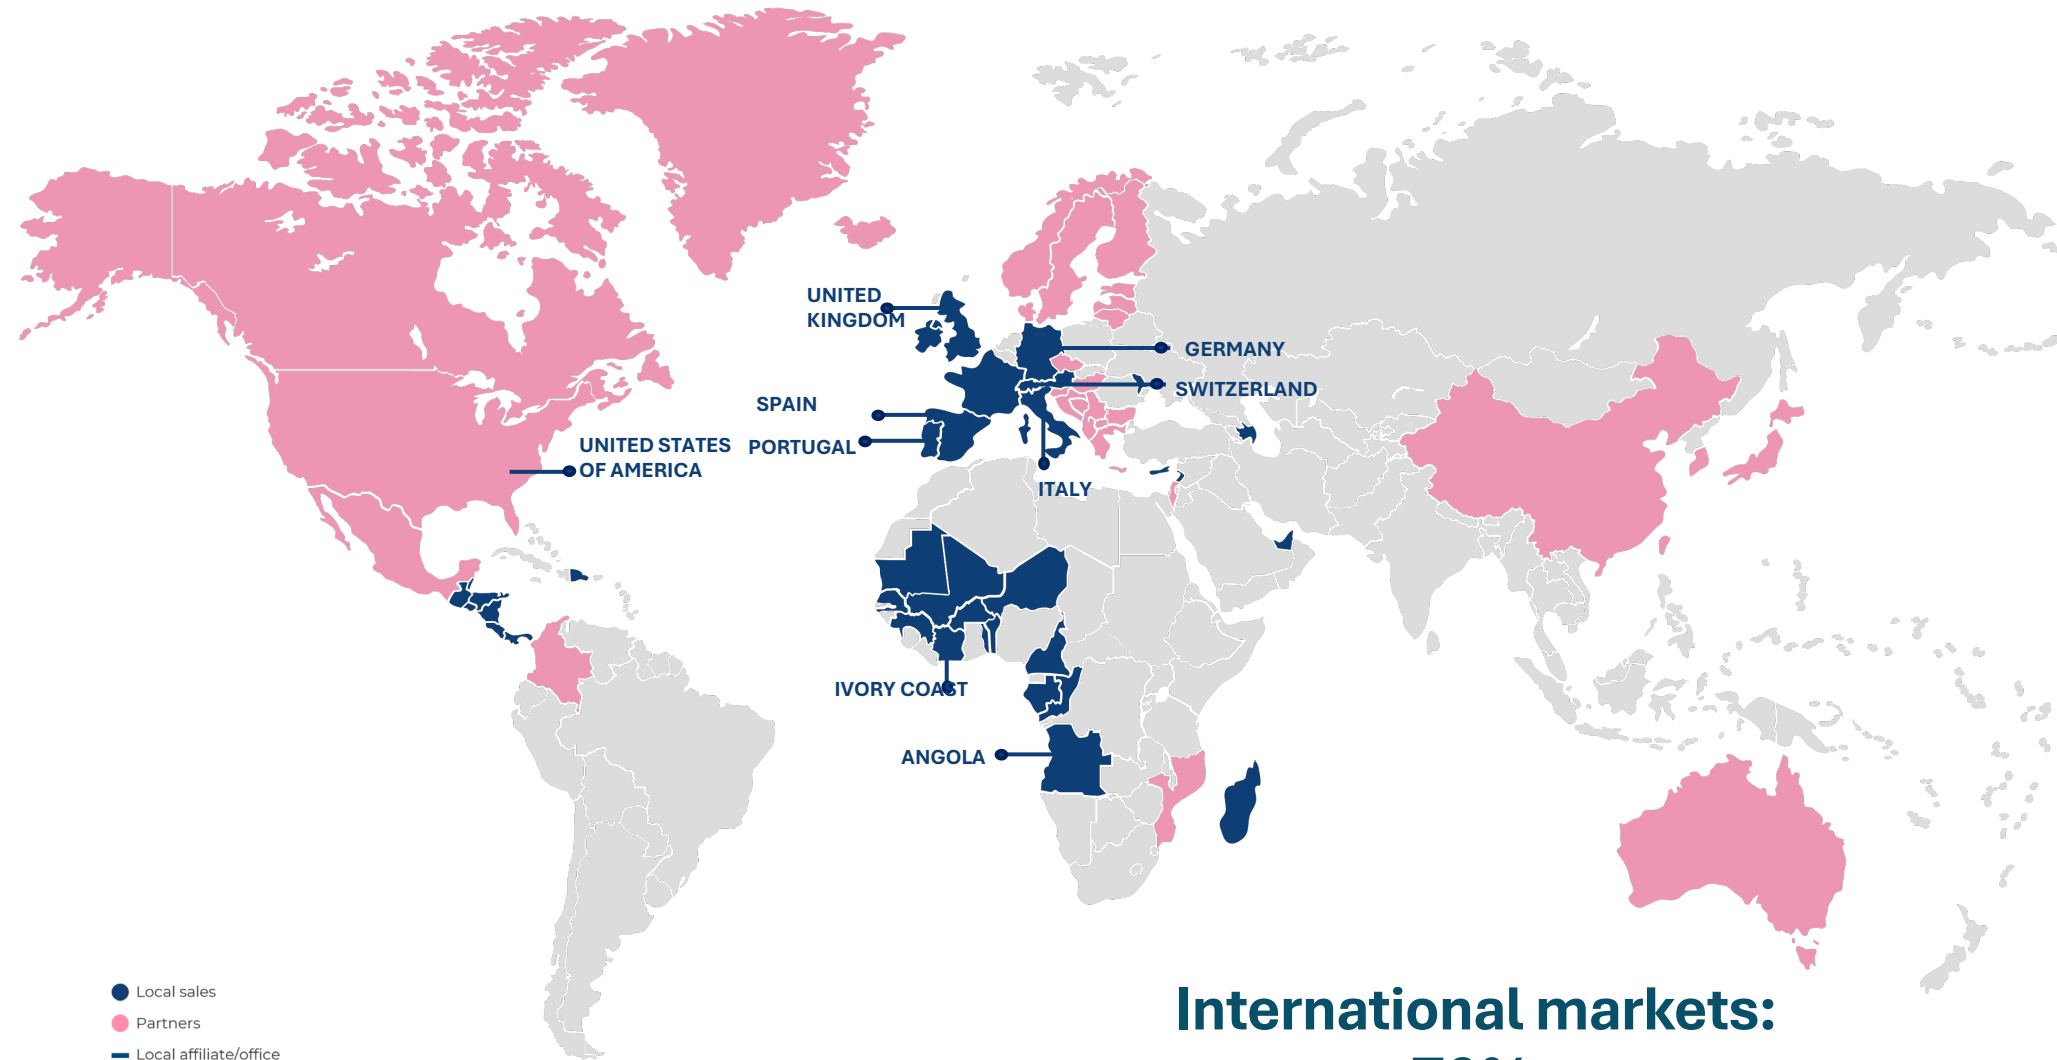 UNITED
KINGDOM
GERMANY
SWITZERLAND
SPAIN
UNITED STATES
OF AMERICA
PORTUGAL
ITALY
IVORY COAST
ANGOLA
Local sales
Partners
Local affiliate/office
International markets: